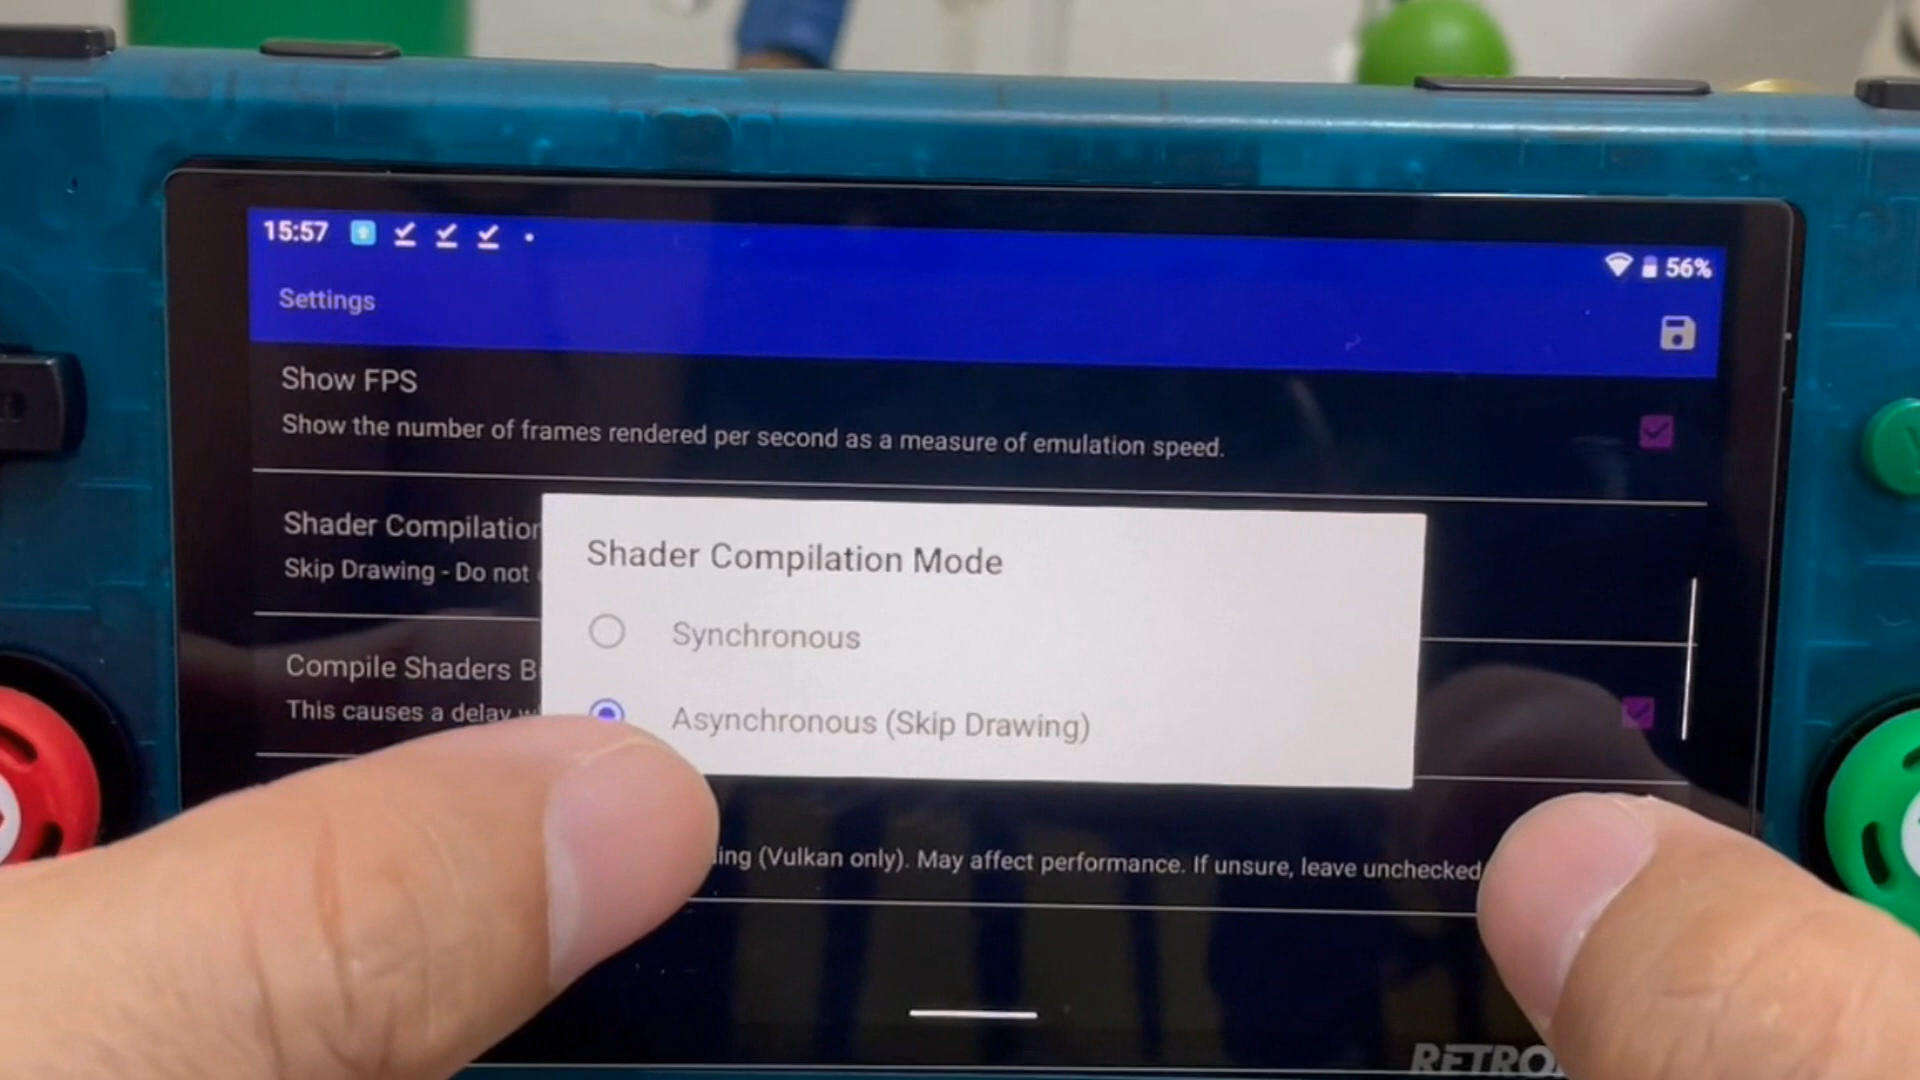 15:57
56%
Settings
Show FPS
Show the number of frames rendered per second as a measure of emulation speed.
Shader Compilation
Skip Drawing - Do not
Shader Compilation Mode
Synchronous
Asynchronous (Skip Drawing)
Compile Shaders
This causes a delay
(Vulkan only). May affect performance. If unsure, leave unchecked